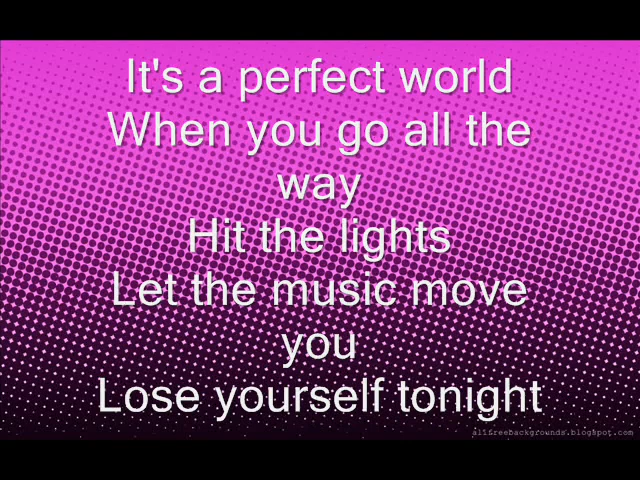 It's a perfect world
When you go all the
way
Hit the lights
Let the music move
you
Lose yourself tonight
allfreebackgrounds.blogspot.com